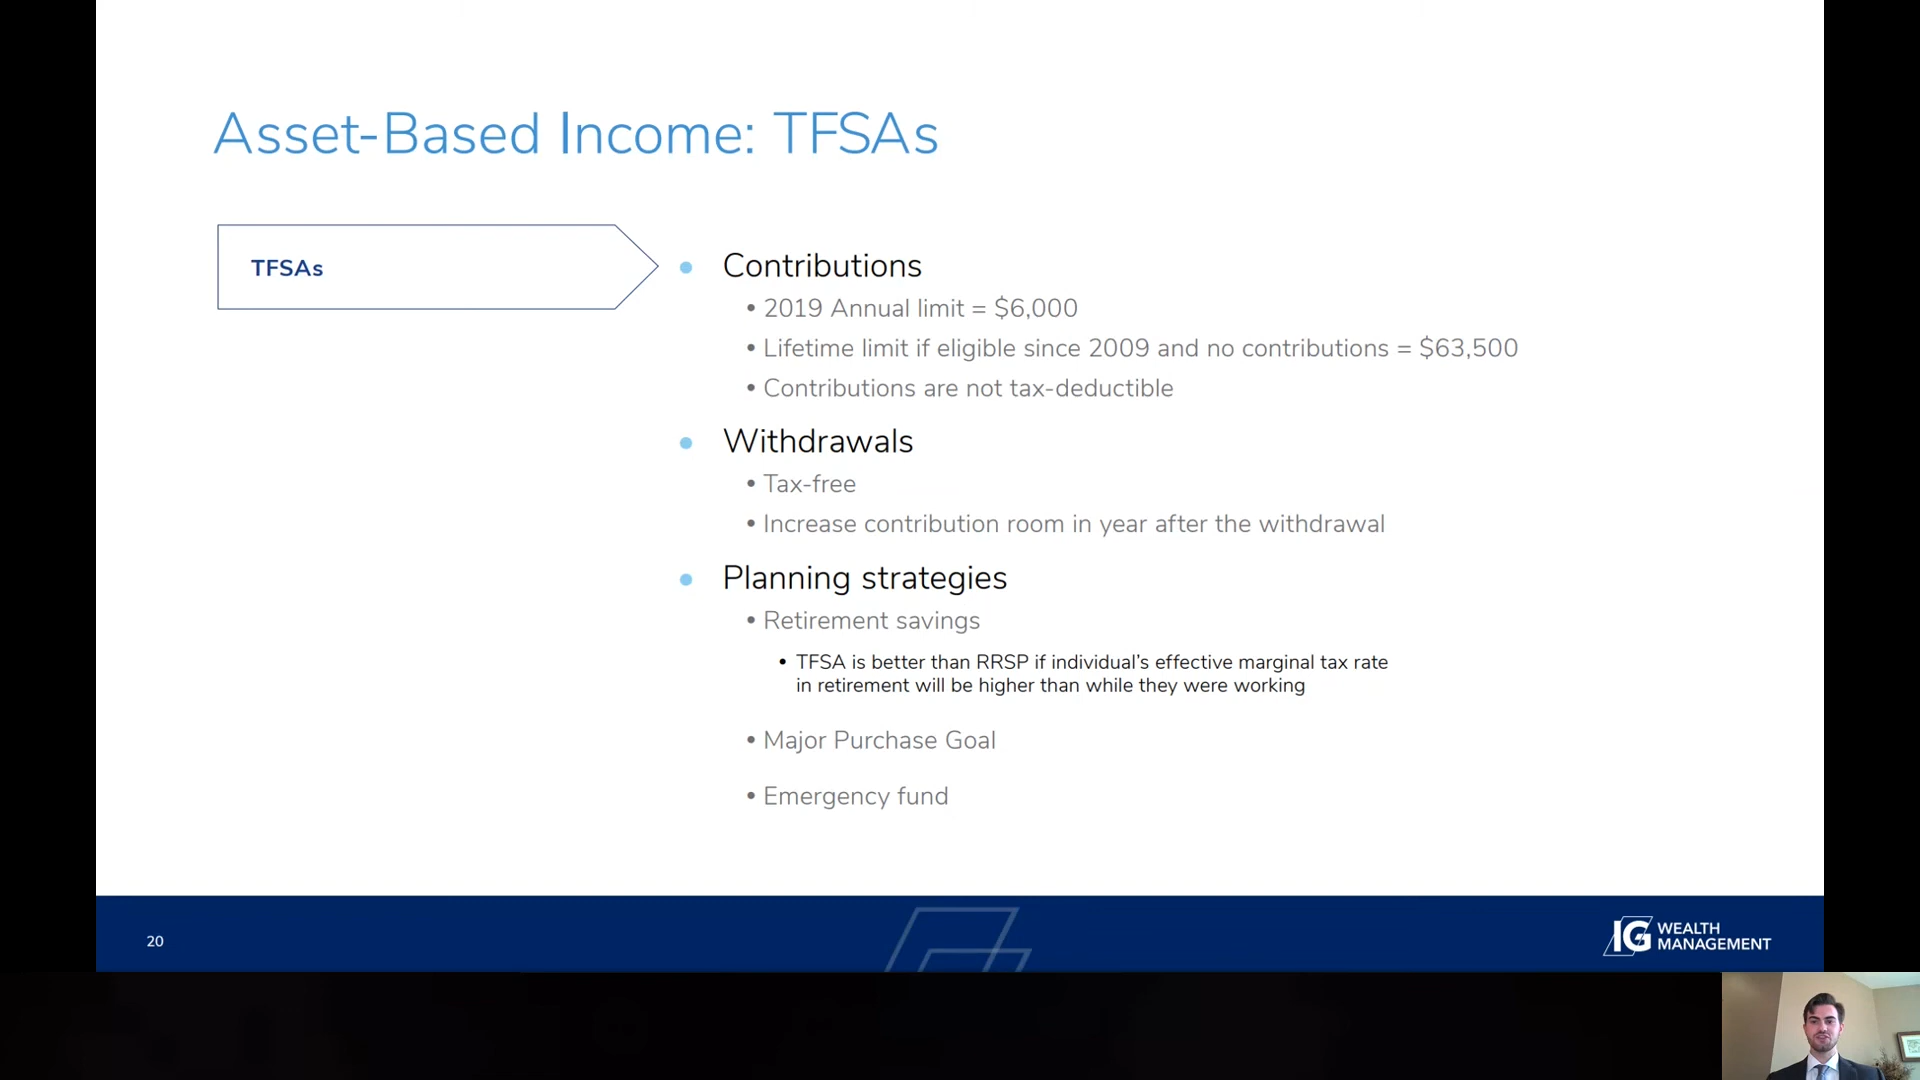 Asset-Based Income: TFSAs
TFSAs
• Contributions
• 2019 Annual limit = $6,000
• Lifetime limit if eligible since 2009 and no contributions = $63,500
• Contributions are not tax-deductible
• Withdrawals
• Tax-free
• Increase contribution room in year after the withdrawal
• Planning strategies
• Retirement savings
• TFSA is better than RRSP if individual's effective marginal tax rate
in retirement will be higher than while they were working
• Major Purchase Goal
• Emergency fund
20
IG WEALTH
MANAGEMENT